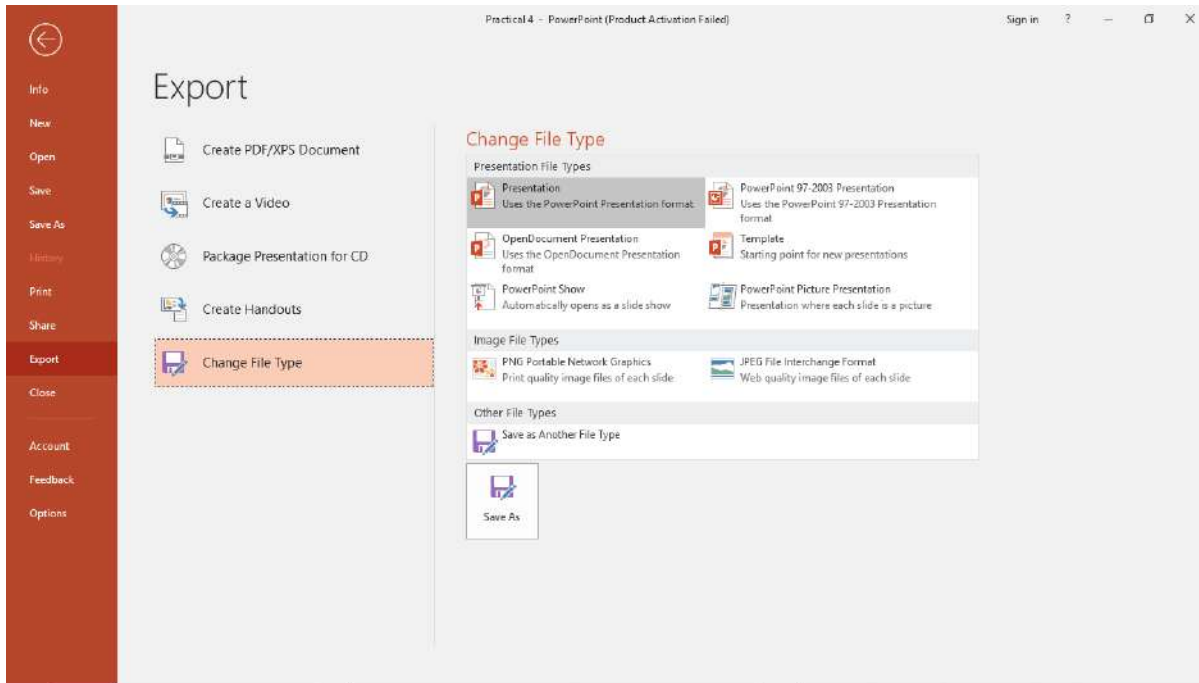 Practical 4 - PowerPoint (Product Activation Failed)
Sign in
?
Info
New
Open
Save
Save As
History
Print
Share
Export
Close
Account
Feedback
Options
Export
Create PDF/XPS Document
Create a Video
Package Presentation for CD
Create Handouts
Change File Type
Change File Type
Presentation File Types
Presentation
Uses the PowerPoint Presentation format
PowerPoint 97-2003 Presentation
Uses the PowerPoint 97-2003 Presentation
format
OpenDocument Presentation
Uses the OpenDocument Presentation
format
Template
Starting point for new presentations
PowerPoint Show
Automatically opens as a slide show
PowerPoint Picture Presentation
Presentation where each slide is a picture
Image File Types
PNG Portable Network Graphics
Print quality image files of each slide
JPEG File Interchange Format
Web quality image files of each slide
Other File Types
Save as Another File Type
Save As